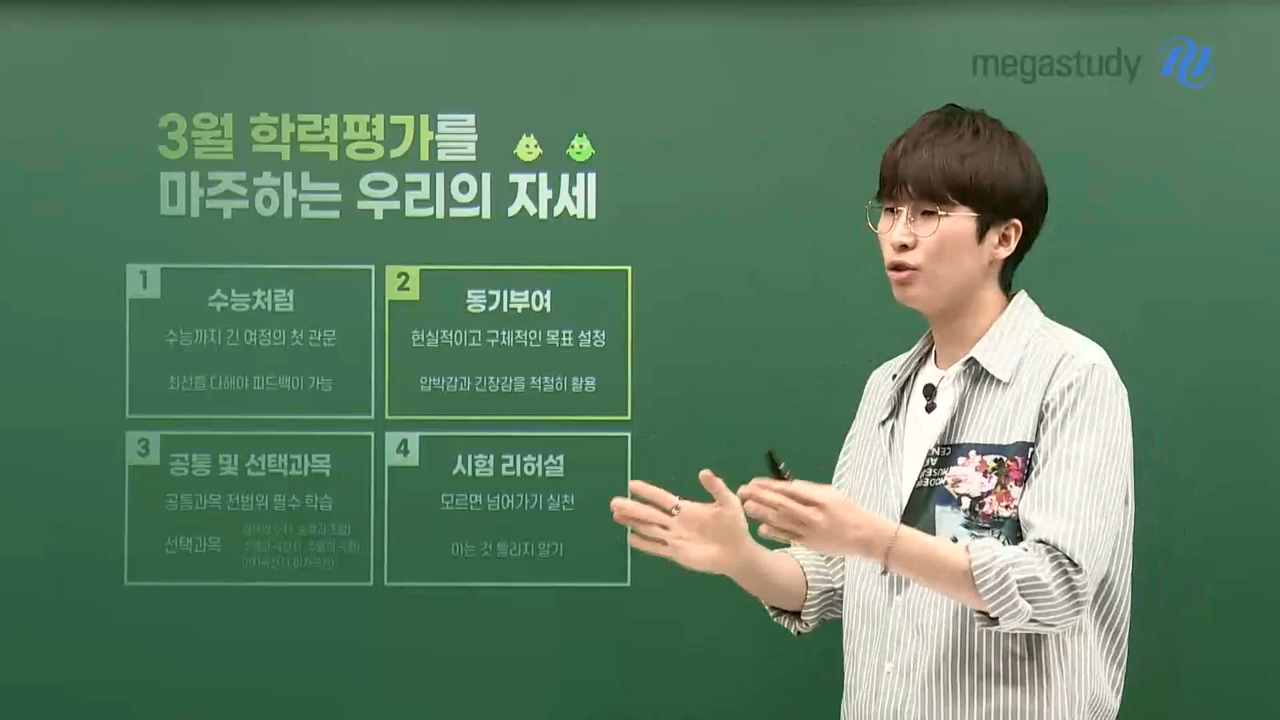 megastudy
3월 학력평가를
마주하는 우리의 자세
1
수능처럼
수능까지 긴 여정의 첫 관문
최선을 다해야 피드백이 가능
2
동기부여
현실적이고 구체적인 목표 설정
압박감과 긴장감을 적절히 활용
3
공통 및 선택과목
공통과목 전범위 필수 학습
선택과목
4
시험 리허설
모르면 넘어가기 실천
아는 것 틀리지 않기